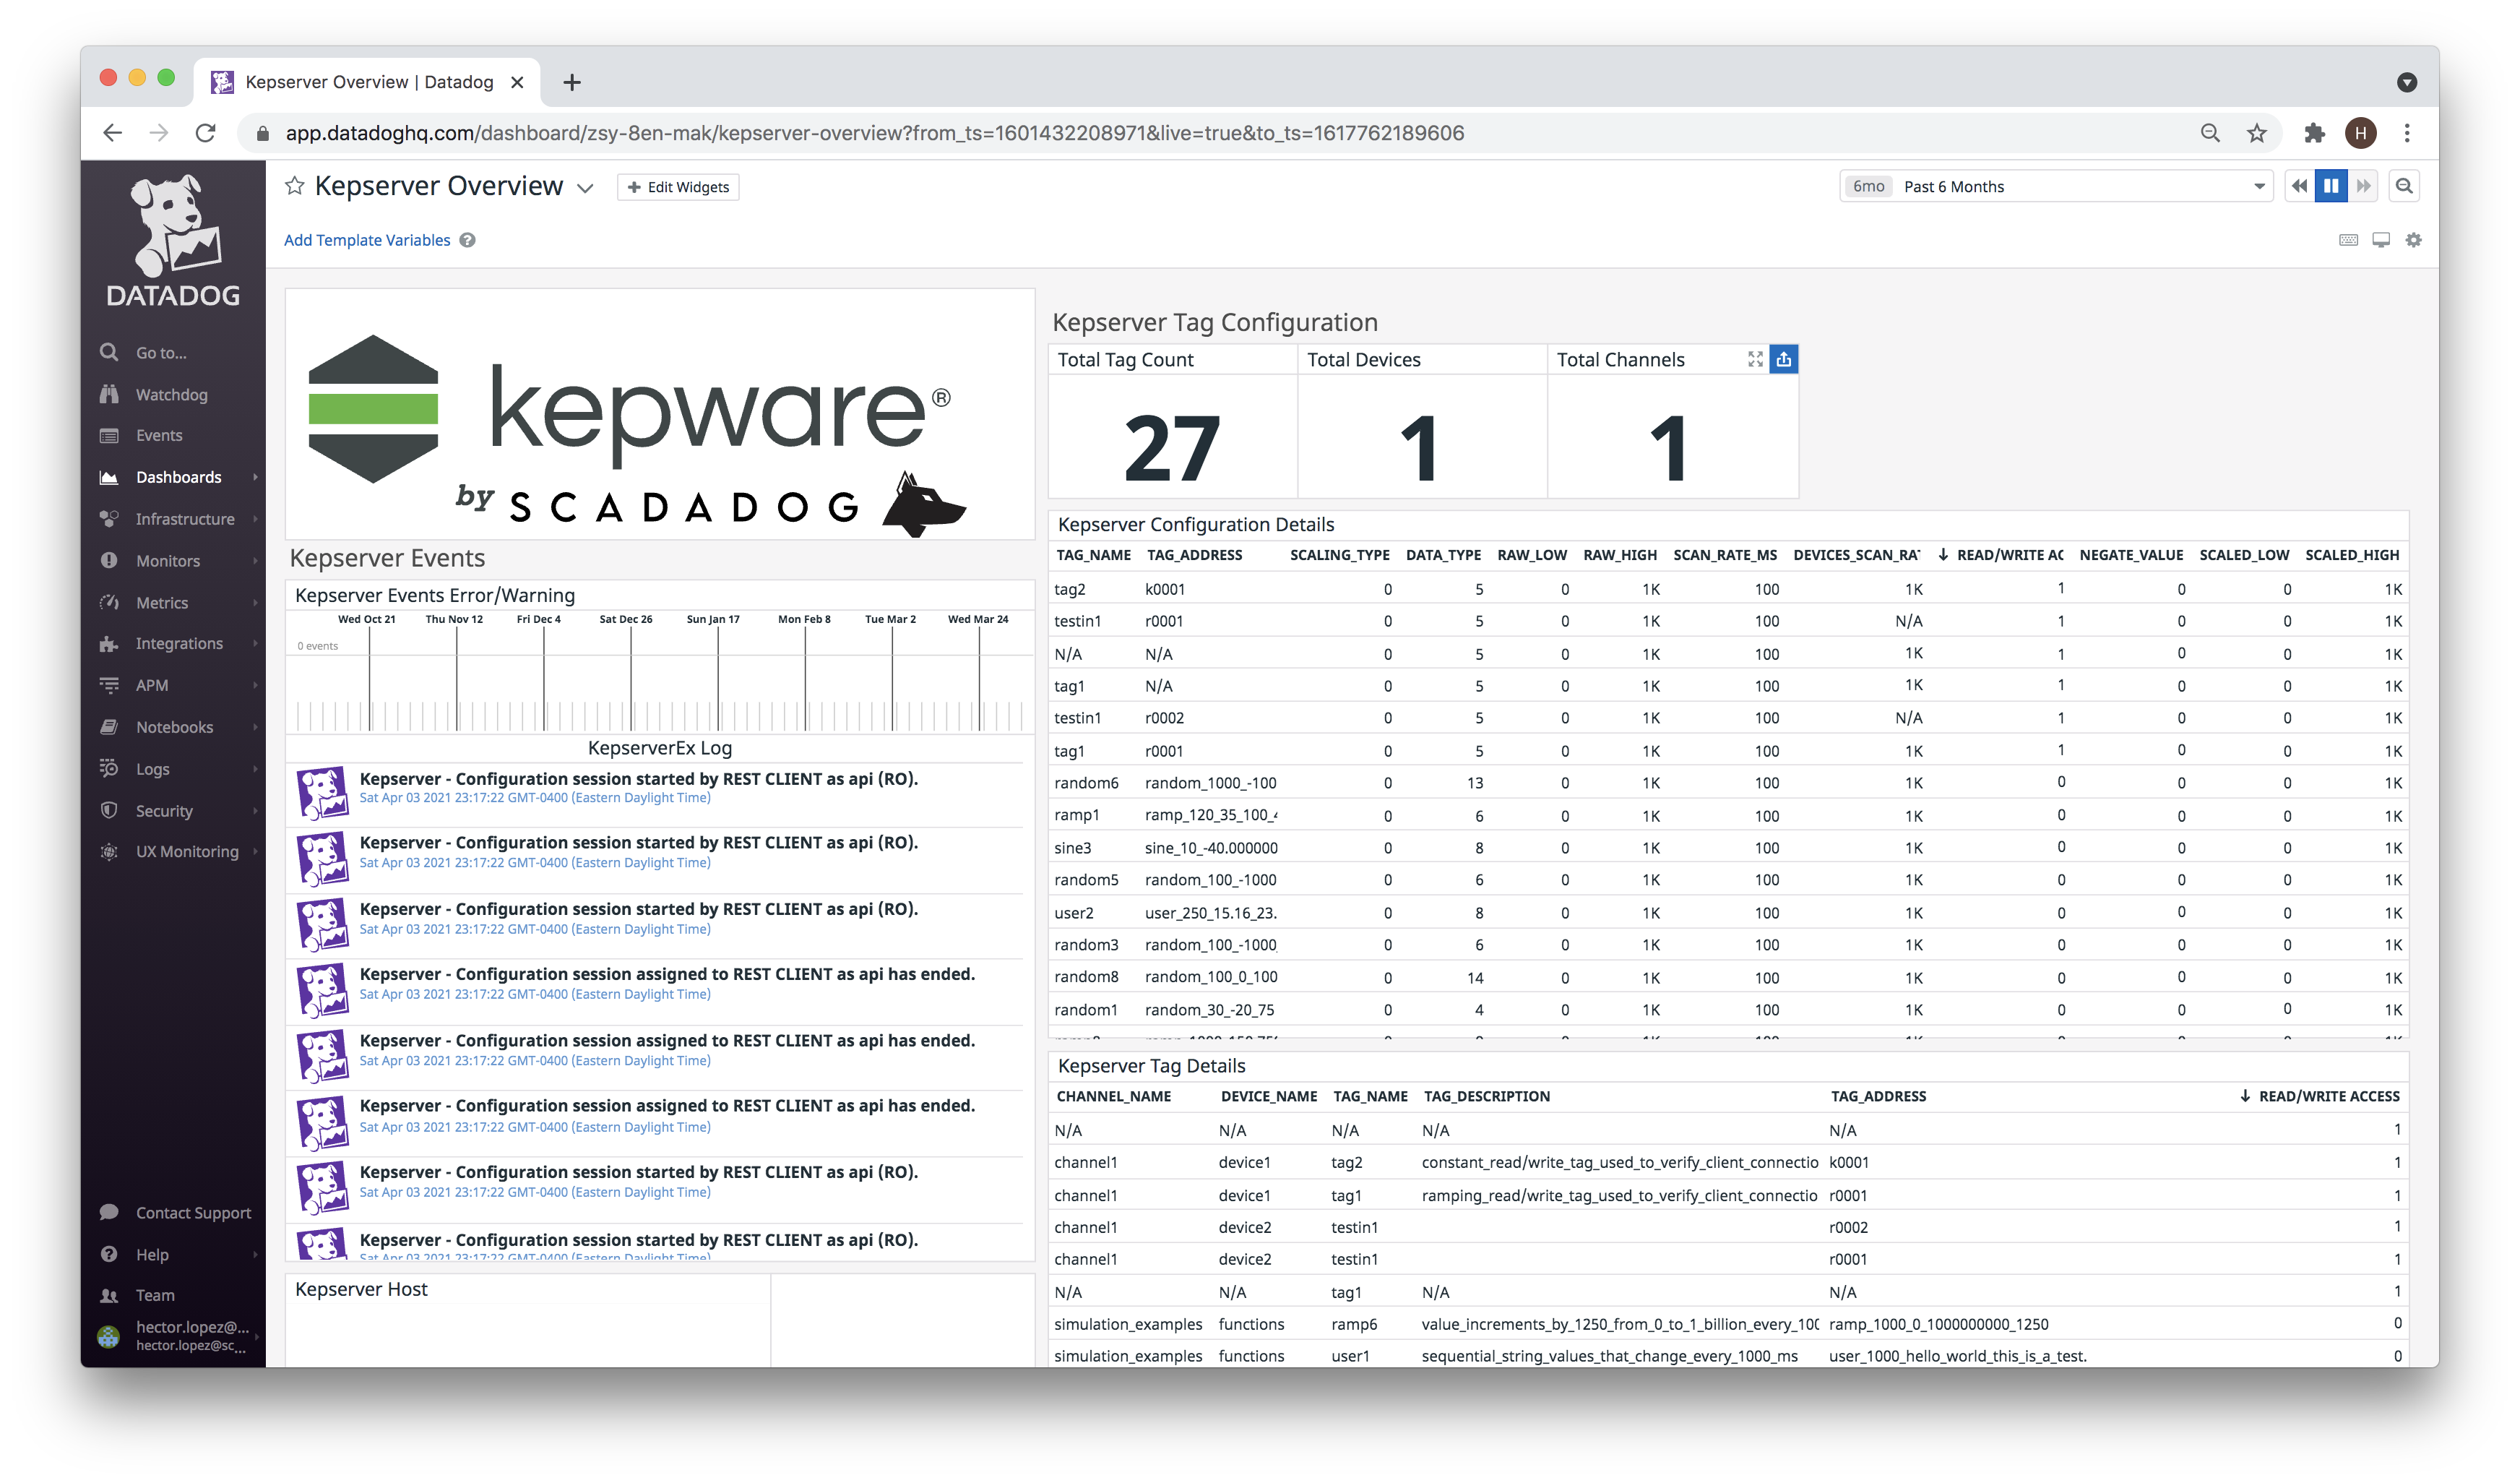 Kepserver Overview | Datadog
app.datadoghq.com/dashboard/zsy-8en-mak/kepserver-overview?from_ts=1601432208971&live=true&to_ts=1617762189606
H
DATADOG
Go to...
Watchdog
Events
Dashboards
Infrastructure
Monitors
Metrics
Integrations
APM
Notebooks
Logs
Security
UX Monitoring
Contact Support
Help
Team
hector.lopez@...
hector.lopez@sc...
Kepserver Overview
Edit Widgets
6mo Past 6 Months
Add Template Variables
kepware®
by SCADADOG
Kepserver Events
Kepserver Events Error/Warning
Wed Oct 21 Thu Nov 12 Fri Dec 4 Sat Dec 26 Sun Jan 17 Mon Feb 8 Tue Mar 2 Wed Mar 24
0 events
KepserverEx Log
Kepserver - Configuration session started by REST CLIENT as api (RO).
Sat Apr 03 2021 23:17:22 GMT-0400 (Eastern Daylight Time)
Kepserver - Configuration session started by REST CLIENT as api (RO).
Sat Apr 03 2021 23:17:22 GMT-0400 (Eastern Daylight Time)
Kepserver - Configuration session started by REST CLIENT as api (RO).
Sat Apr 03 2021 23:17:22 GMT-0400 (Eastern Daylight Time)
Kepserver - Configuration session assigned to REST CLIENT as api has ended.
Sat Apr 03 2021 23:17:22 GMT-0400 (Eastern Daylight Time)
Kepserver - Configuration session assigned to REST CLIENT as api has ended.
Sat Apr 03 2021 23:17:22 GMT-0400 (Eastern Daylight Time)
Kepserver - Configuration session assigned to REST CLIENT as api has ended.
Sat Apr 03 2021 23:17:22 GMT-0400 (Eastern Daylight Time)
Kepserver - Configuration session started by REST CLIENT as api (RO).
Sat Apr 03 2021 23:17:22 GMT-0400 (Eastern Daylight Time)
Kepserver - Configuration session started by REST CLIENT as api (RO).
Sat Apr 03 2021 23:17:22 GMT-0400 (Eastern Daylight Time)
Kepserver Host
Kepserver Tag Configuration
Total Tag Count Total Devices Total Channels
27 1 1
Kepserver Configuration Details
TAG_NAME TAG_ADDRESS SCALING_TYPE DATA_TYPE RAW_LOW RAW_HIGH SCAN_RATE_MS DEVICES_SCAN_RA READ/WRITE AC NEGATE_VALUE SCALED_LOW SCALED_HIGH
tag2 k0001 0 5 0 1K 100 1K 1 0 0 1K
testin1 r0001 0 5 0 1K 100 N/A 1 0 0 1K
N/A N/A 0 5 0 1K 100 1K 1 0 0 1K
tag1 N/A 0 5 0 1K 100 1K 1 0 0 1K
testin1 r0002 0 5 0 1K 100 N/A 1 0 0 1K
tag1 r0001 0 5 0 1K 100 1K 1 0 0 1K
random6 random_1000_-100 0 13 0 1K 100 1K 0 0 0 1K
ramp1 ramp_120_35_100_ 0 6 0 1K 100 1K 0 0 0 1K
sine3 sine_10_-40.000000 0 8 0 1K 100 1K 0 0 0 1K
random5 random_100_-1000 0 6 0 1K 100 1K 0 0 0 1K
user2 user_250_15.16_23. 0 8 0 1K 100 1K 0 0 0 1K
random3 random_100_-1000_ 0 6 0 1K 100 1K 0 0 0 1K
random8 random_100_0_100 0 14 0 1K 100 1K 0 0 0 1K
random1 random_30_-20_75 0 4 0 1K 100 1K 0 0 0 1K
Kepserver Tag Details
CHANNEL_NAME DEVICE_NAME TAG_NAME TAG_DESCRIPTION TAG_ADDRESS READ/WRITE ACCESS
N/A N/A N/A N/A N/A 1
channel1 device1 tag2 constant_read/write_tag_used_to_verify_client_connectio k0001 1
channel1 device1 tag1 ramping_read/write_tag_used_to_verify_client_connectio r0001 1
channel1 device2 testin1 r0002 1
channel1 device2 testin1 r0001 1
N/A N/A tag1 N/A N/A 1
simulation_examples functions ramp6 value_increments_by_1250_from_0_to_1_billion_every_100 ramp_1000_0_1000000000_1250 0
simulation_examples functions user1 sequential_string_values_that_change_every_1000_ms user_1000_hello_world_this_is_a_test. 0